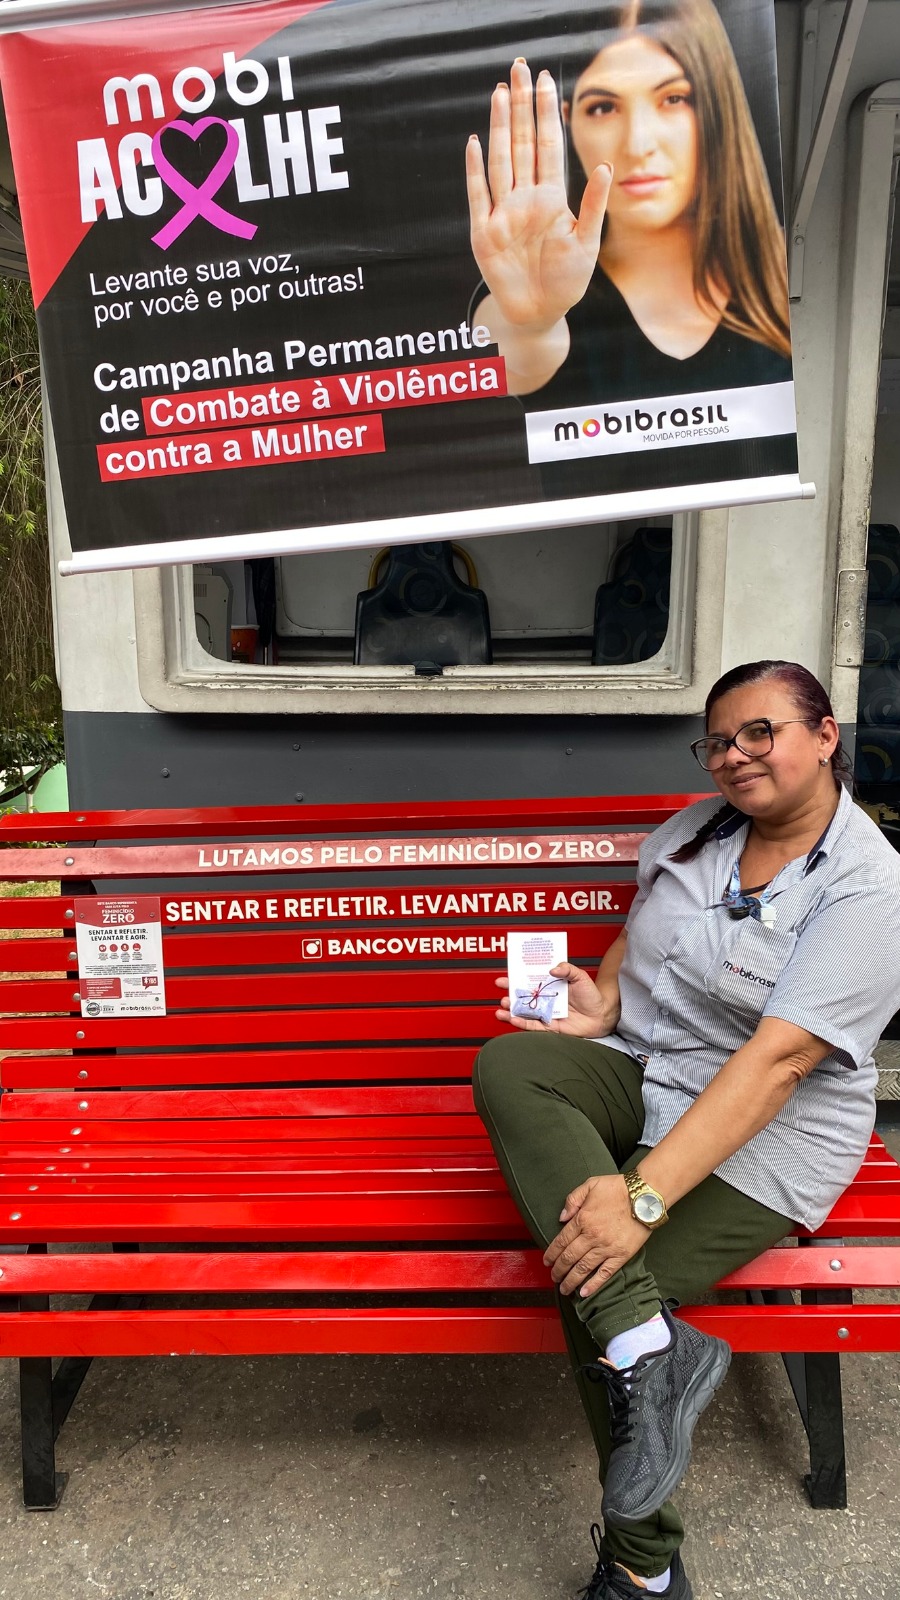 mobi
ACOLHE
Levante sua voz,
por você e por outras!
Campanha Permanente
de Combate à Violência
contra a Mulher
mobibrasil
MOVIDA POR PESSOAS
LUTAMOS PELO FEMINICÍDIO ZERO.
SENTAR E REFLETIR. LEVANTAR E AGIR.
BANCOVERMELH
FEMINICÍDIO
ZERO
SENTAR E REFLETIR.
LEVANTAR E AGIR.
mobibrasil
mobibrasil